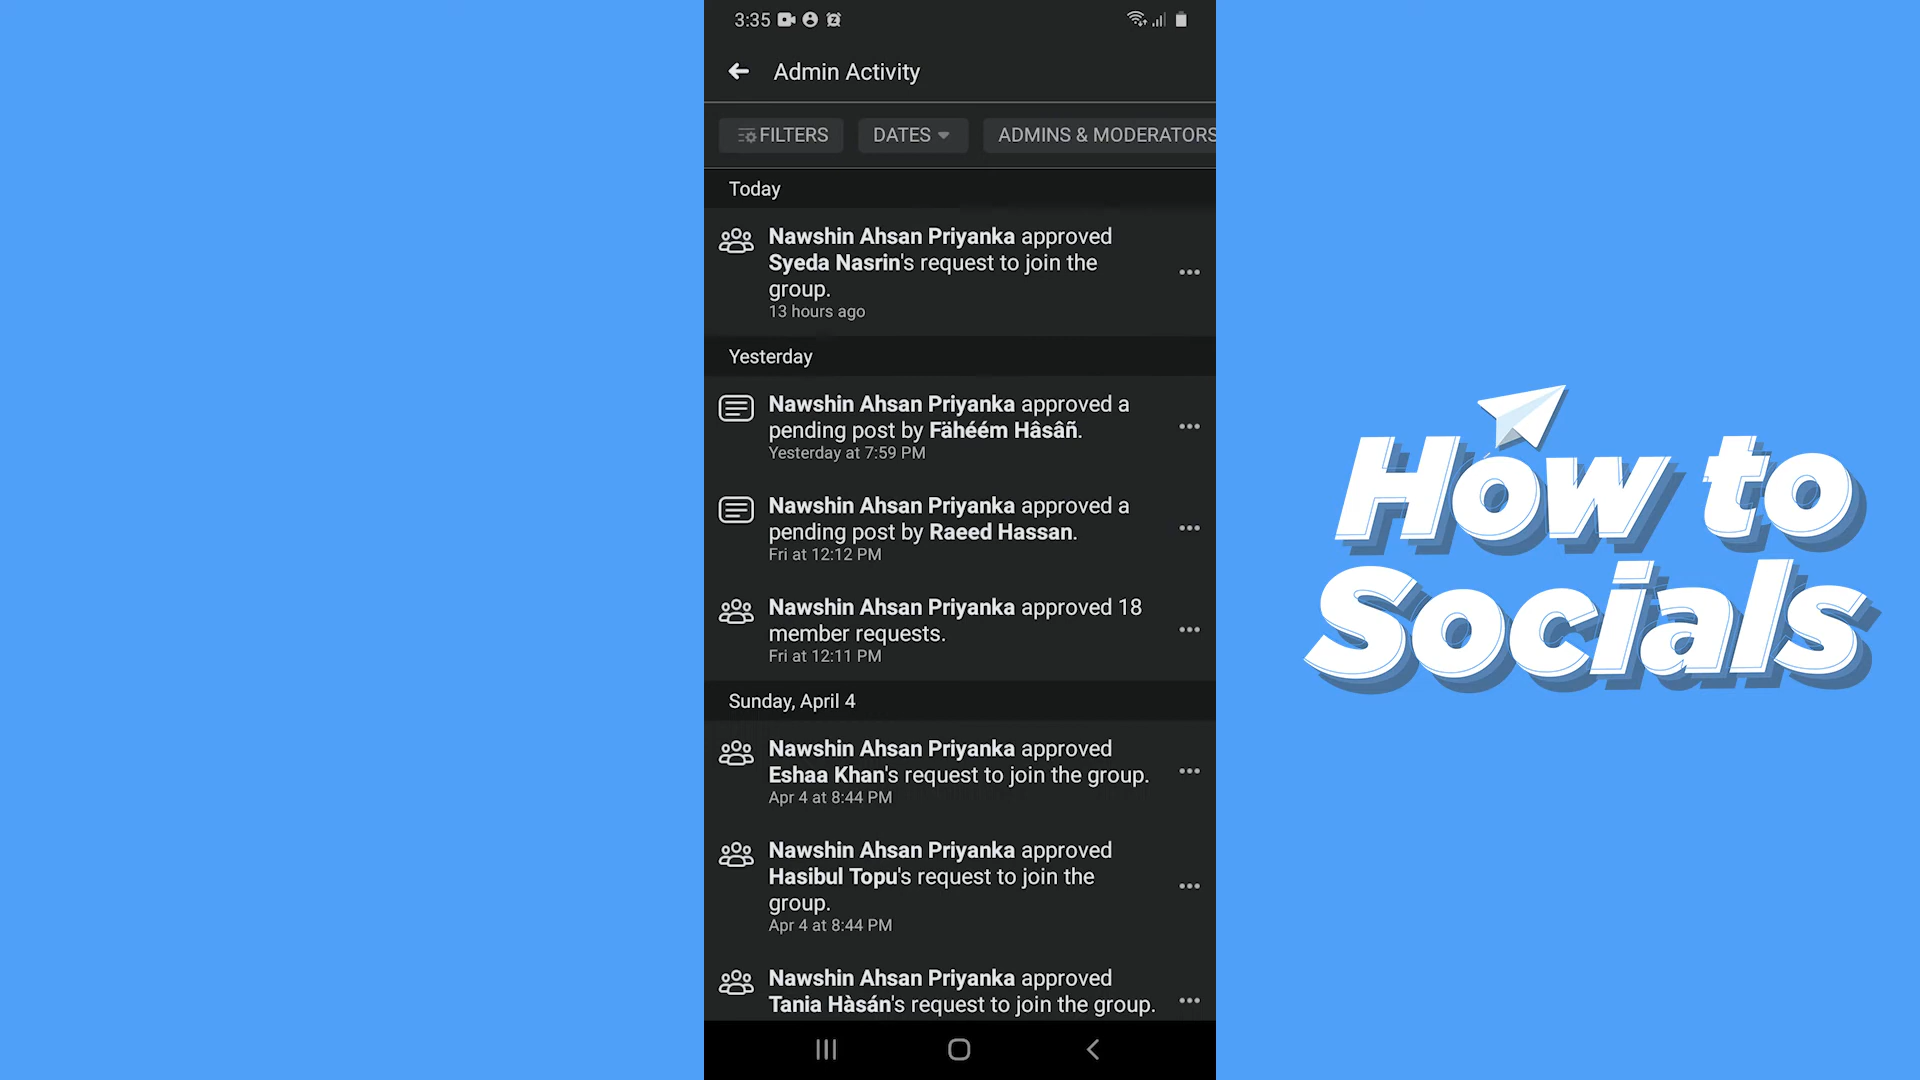 3:35
Admin Activity
FILTERS
DATES
ADMINS & MODERATORS
Today
Nawshin Ahsan Priyanka approved
Syeda Nasrin's request to join the
group.
13 hours ago
Yesterday
Nawshin Ahsan Priyanka approved a
pending post by Fähéém Hâsâñ.
Yesterday at 7:59 PM
Nawshin Ahsan Priyanka approved a
pending post by Raeed Hassan.
Fri at 12:12 PM
Nawshin Ahsan Priyanka approved 18
member requests.
Fri at 12:11 PM
Sunday, April 4
Nawshin Ahsan Priyanka approved
Eshaa Khan's request to join the group.
Apr 4 at 8:44 PM
Nawshin Ahsan Priyanka approved
Hasibul Topu's request to join the
group.
Apr 4 at 8:44 PM
Nawshin Ahsan Priyanka approved
Tania Hàsán's request to join the group.
How to
Socials